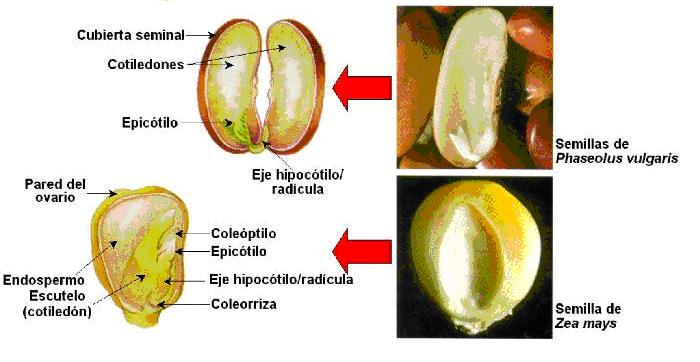 Cubierta seminal
Cotiledones
Epicótilo
Eje hipocótilo/
radícula
Semillas de
Phaseolus vulgaris
Pared del
ovario
Coleóptilo
Epicótilo
Endospermo
Escutelo
(cotiledón)
Eje hipocótilo/radícula
Coleorriza
Semilla de
Zea mays